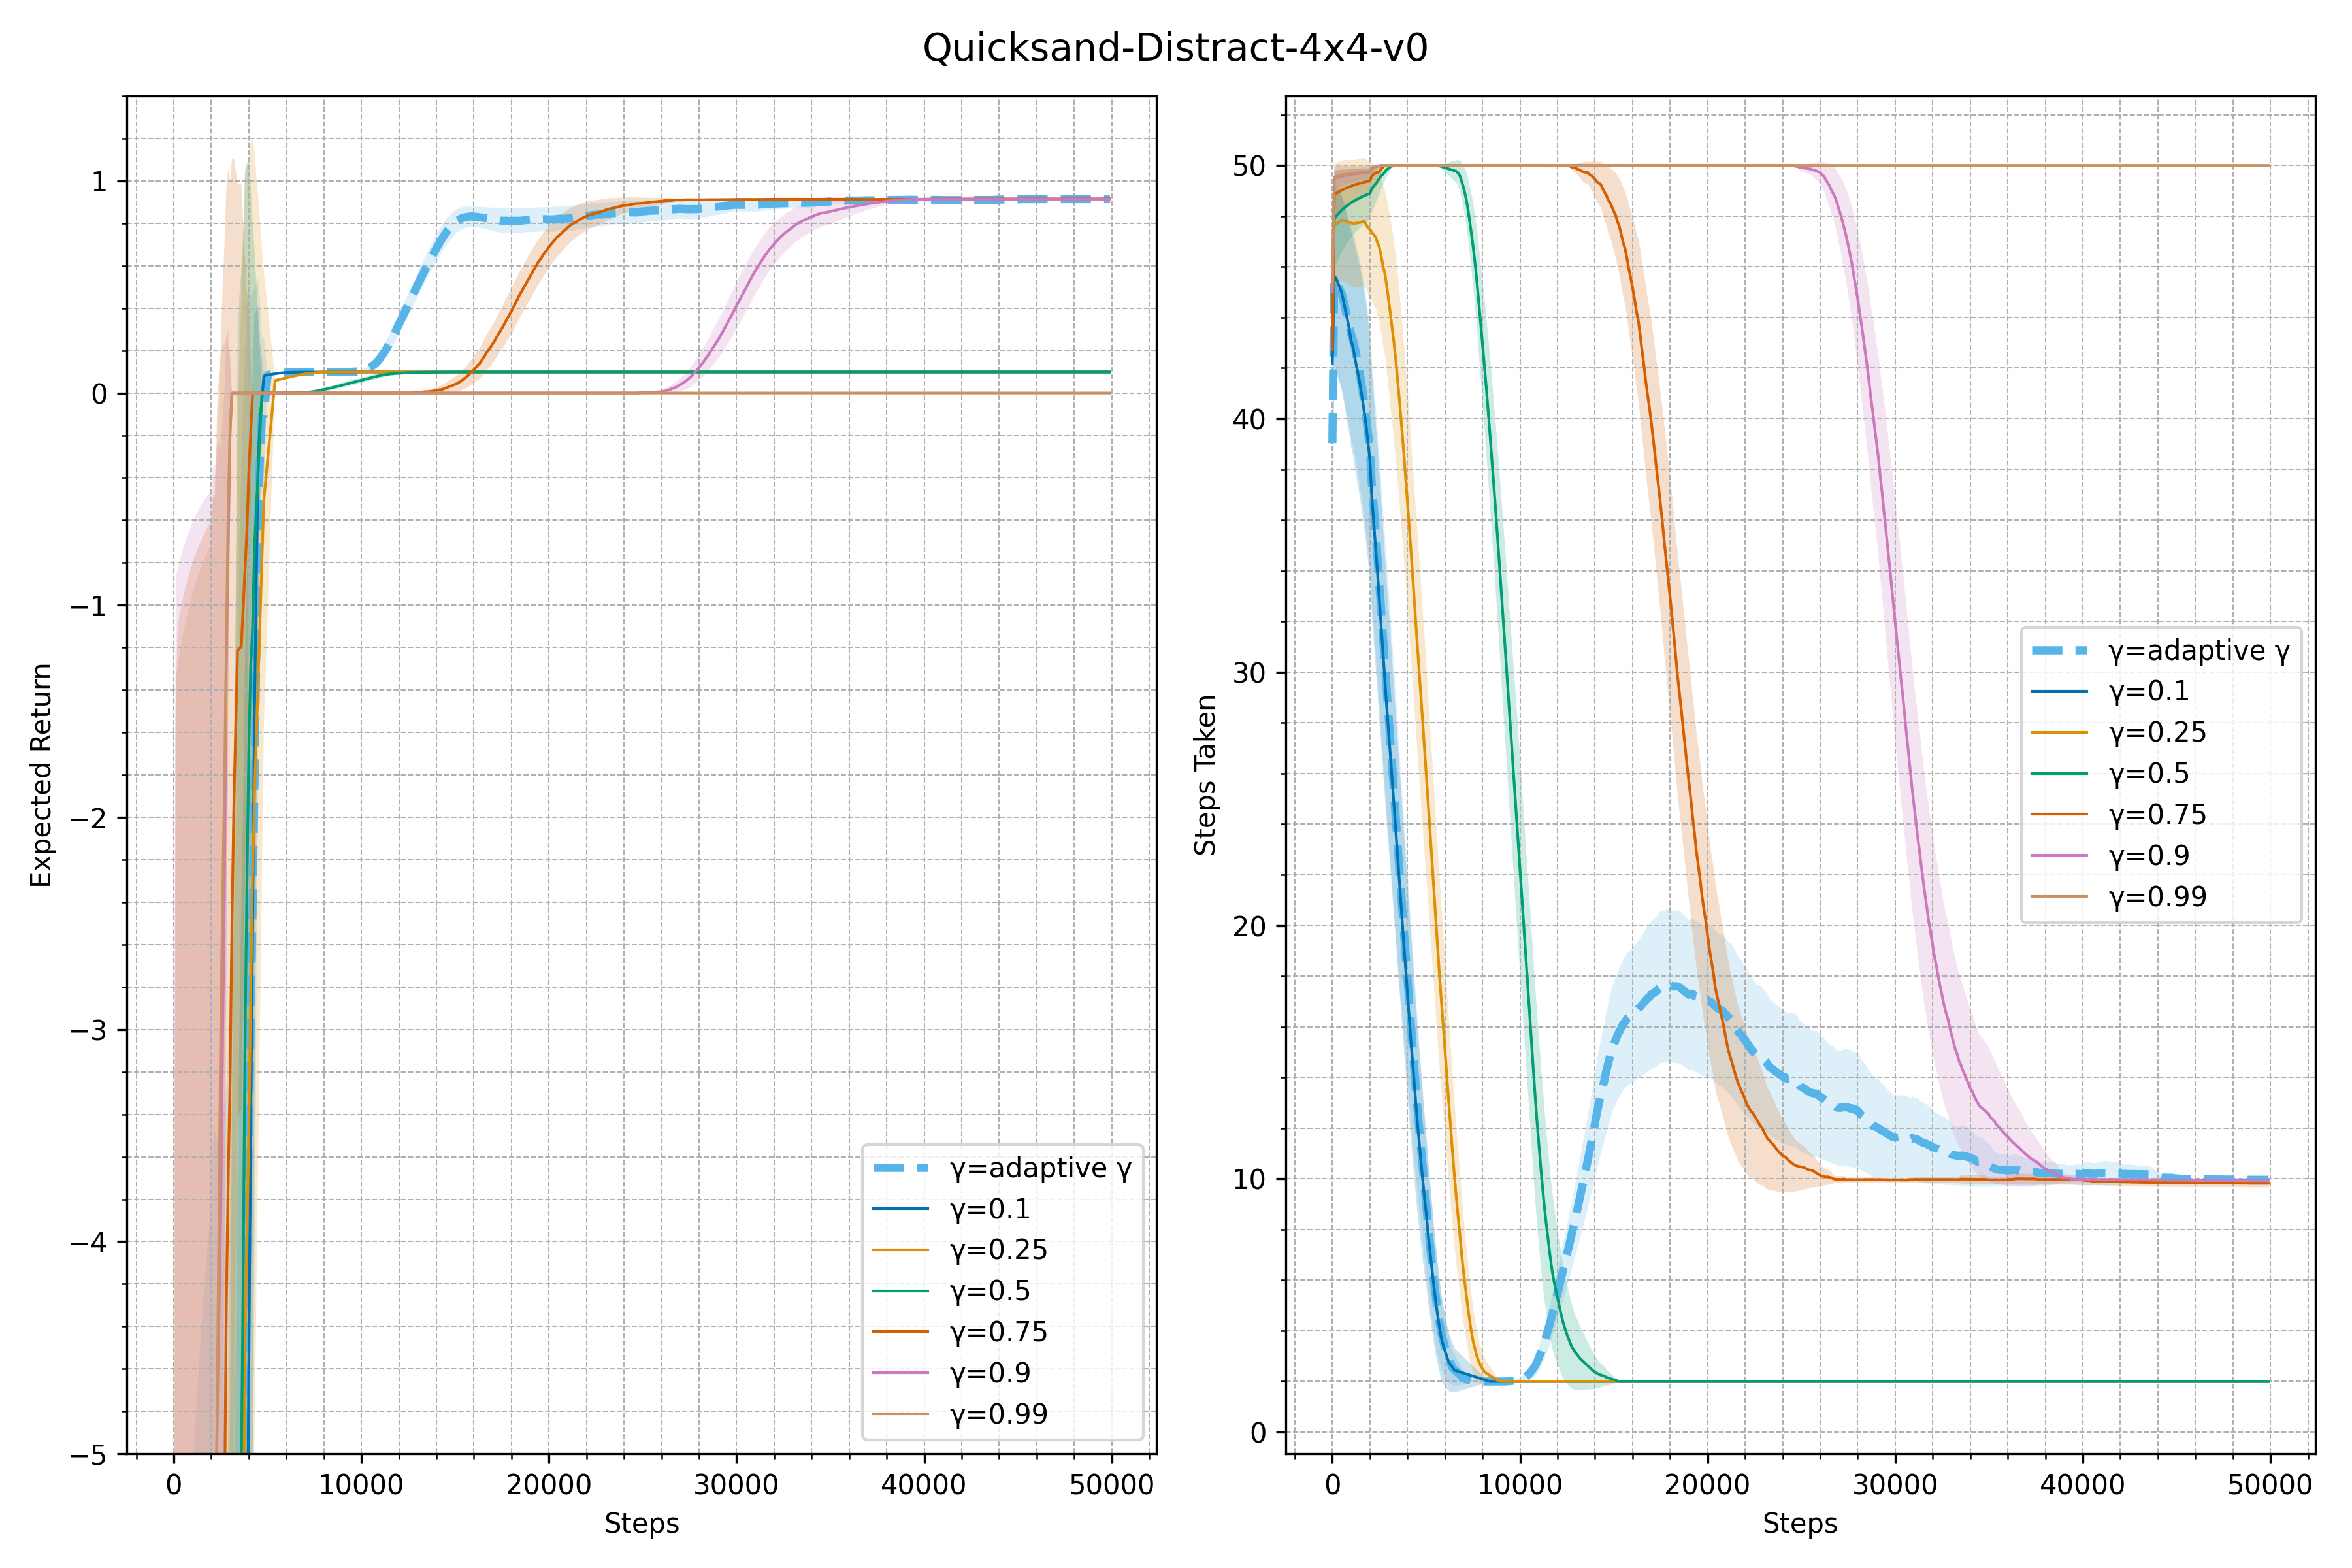 Quicksand-Distract-4x4-v0
Expected Return
1
0
−1
−2
−3
−4
−5
0
10000
20000
30000
40000
50000
Steps
γ=adaptive γ
γ=0.1
γ=0.25
γ=0.5
γ=0.75
γ=0.9
γ=0.99
Steps Taken
50
40
30
20
10
0
0
10000
20000
30000
40000
50000
Steps
γ=adaptive γ
γ=0.1
γ=0.25
γ=0.5
γ=0.75
γ=0.9
γ=0.99